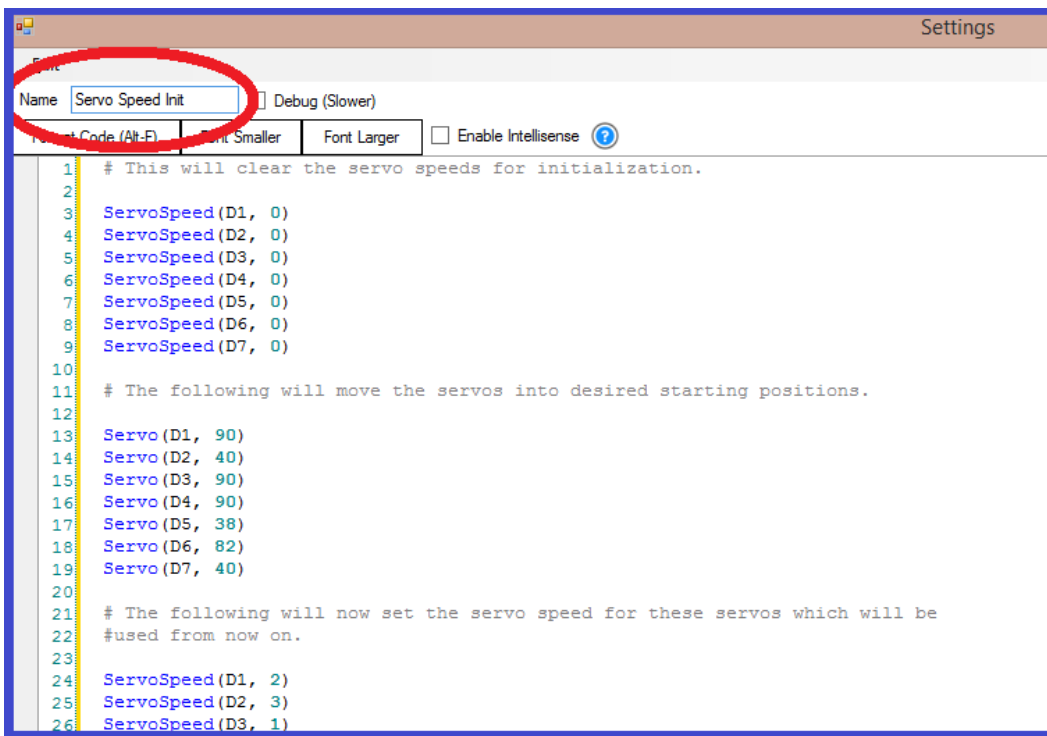 Settings
Name Servo Speed Init Debug (Slower)
Code (Alt-F) Smaller Font Larger Enable Intellisense ?
1 # This will clear the servo speeds for initialization.
2
3 ServoSpeed(D1, 0)
4 ServoSpeed(D2, 0)
5 ServoSpeed(D3, 0)
6 ServoSpeed(D4, 0)
7 ServoSpeed(D5, 0)
8 ServoSpeed(D6, 0)
9 ServoSpeed(D7, 0)
10
11 # The following will move the servos into desired starting positions.
12
13 Servo(D1, 90)
14 Servo(D2, 40)
15 Servo(D3, 90)
16 Servo(D4, 90)
17 Servo(D5, 38)
18 Servo(D6, 82)
19 Servo(D7, 40)
20
21 # The following will now set the servo speed for these servos which will be
22 #used from now on.
23
24 ServoSpeed(D1, 2)
25 ServoSpeed(D2, 3)
26 ServoSpeed(D3, 1)